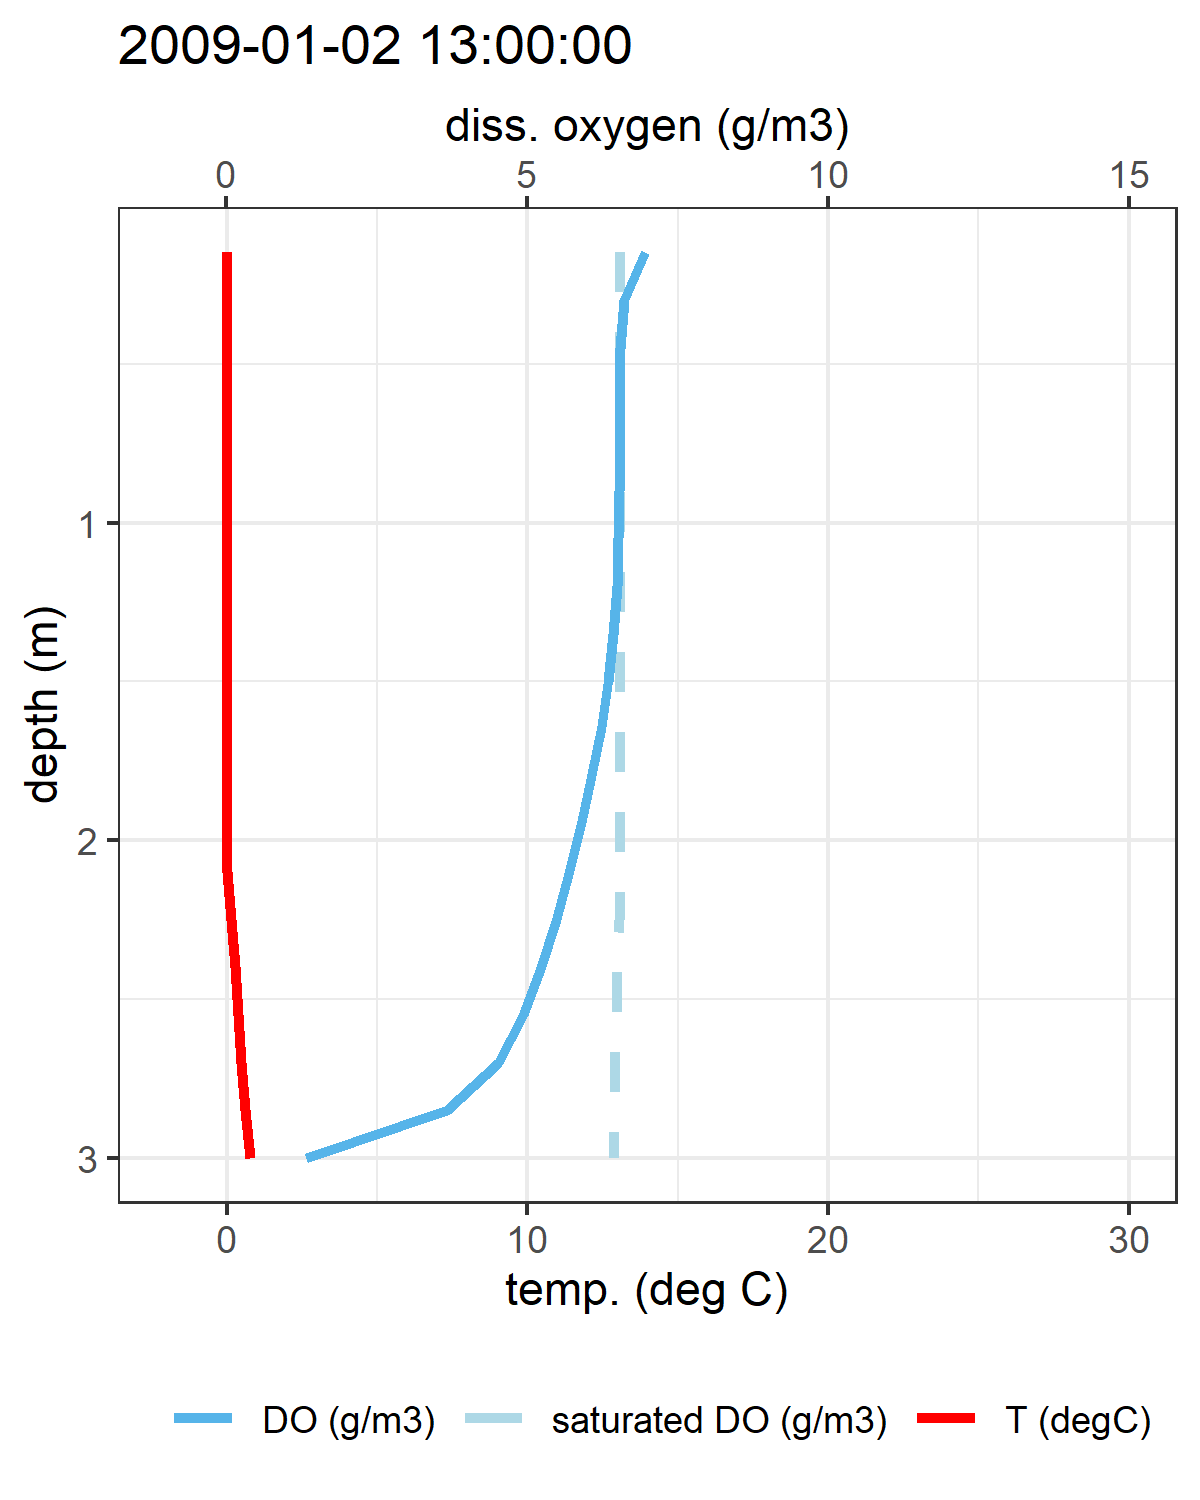 2009-01-02 13:00:00
diss. oxygen (g/m3)
0 5 10 15
depth (m)
1
2
3
0 10 20 30
temp. (deg C)
DO (g/m3) saturated DO (g/m3) T (degC)